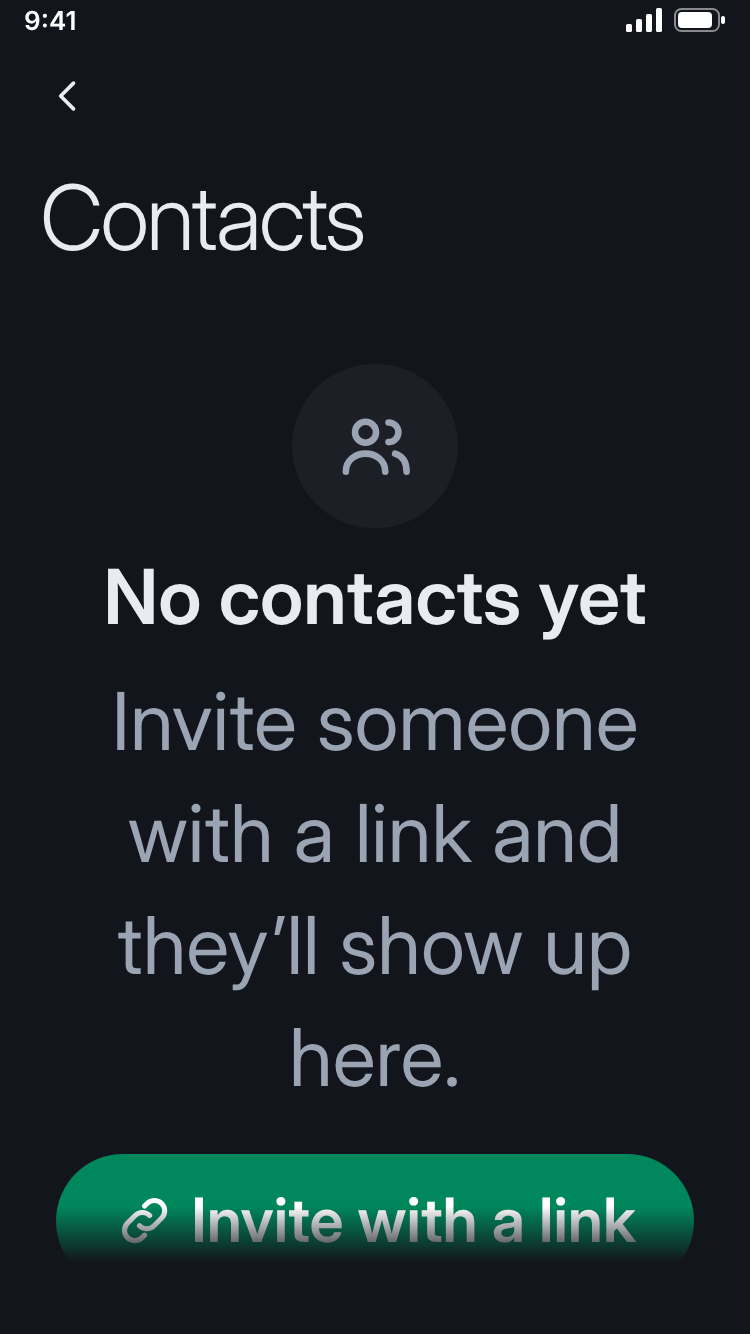 9:41
Contacts
No contacts yet
Invite someone
with a link and
they’ll show up
here.
Invite with a link